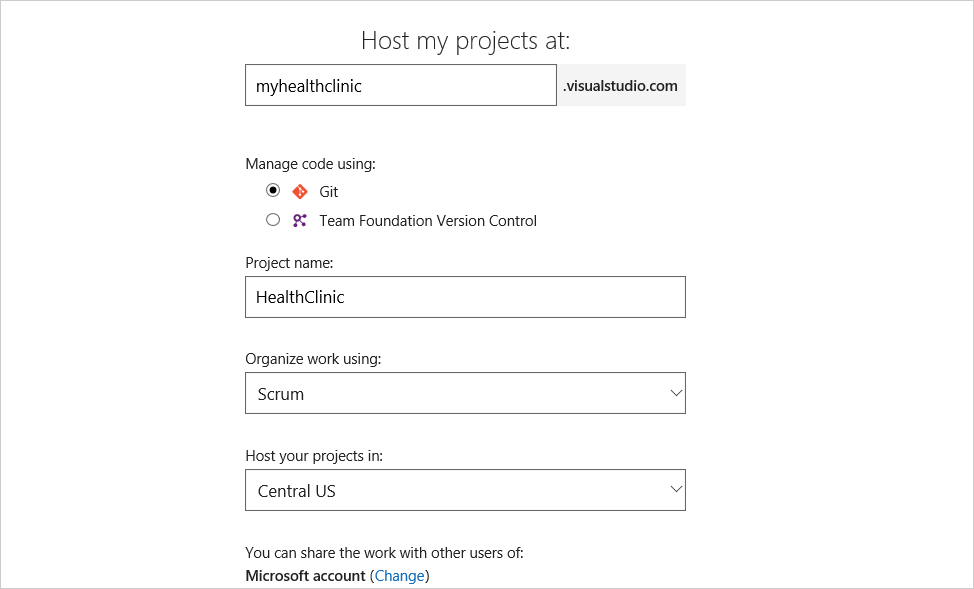 Host my projects at:
myhealthclinic .visualstudio.com
Manage code using:
Git
Team Foundation Version Control
Project name:
HealthClinic
Organize work using:
Scrum
Host your projects in:
Central US
You can share the work with other users of:
Microsoft account (Change)